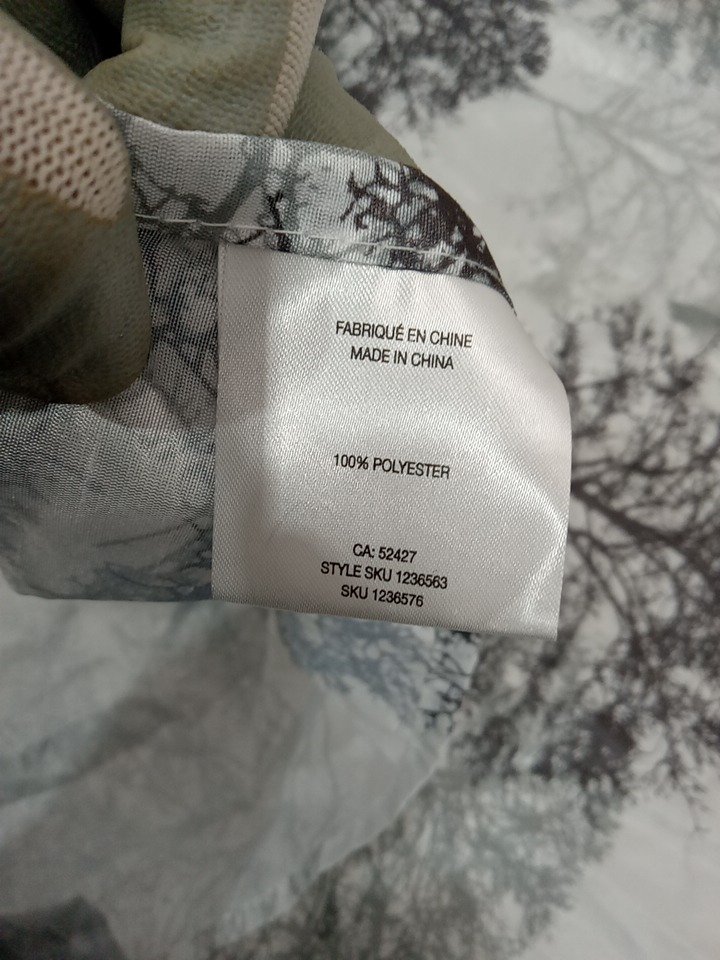 FABRIQUÉ EN CHINE
MADE IN CHINA
100% POLYESTER
CA: 52427
STYLE SKU 1236563
SKU 1236576